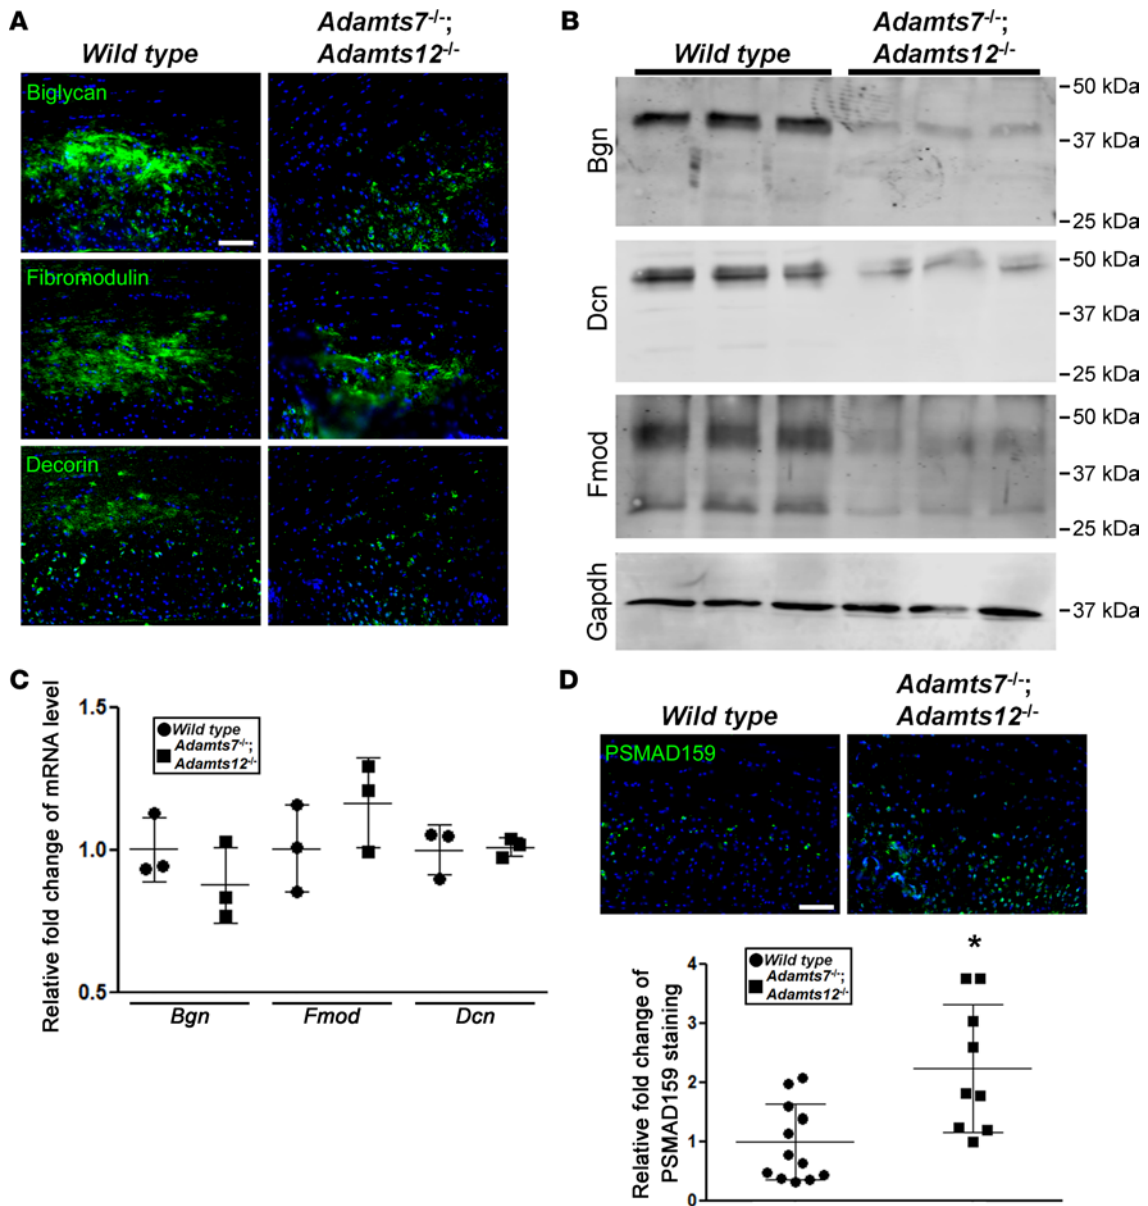 A
Wild type
Adamts7-/-;
Adamts12-/-
Biglycan
Fibromodulin
Decorin
B
Wild type
Adamts7-/-;
Adamts12-/-
Bgn
50 kDa
37 kDa
25 kDa
Dcn
50 kDa
37 kDa
25 kDa
Fmod
50 kDa
37 kDa
25 kDa
Gapdh
37 kDa
C
Relative fold change of mRNA level
1.5
1.0
0.5
Wild type
Adamts7-/-;
Adamts12-/-
Bgn
Fmod
Dcn
D
Wild type
Adamts7-/-;
Adamts12-/-
PSMAD159
Relative fold change of
PSMAD159 staining
4
3
2
1
0
Wild type
Adamts7-/-;
Adamts12-/-
*